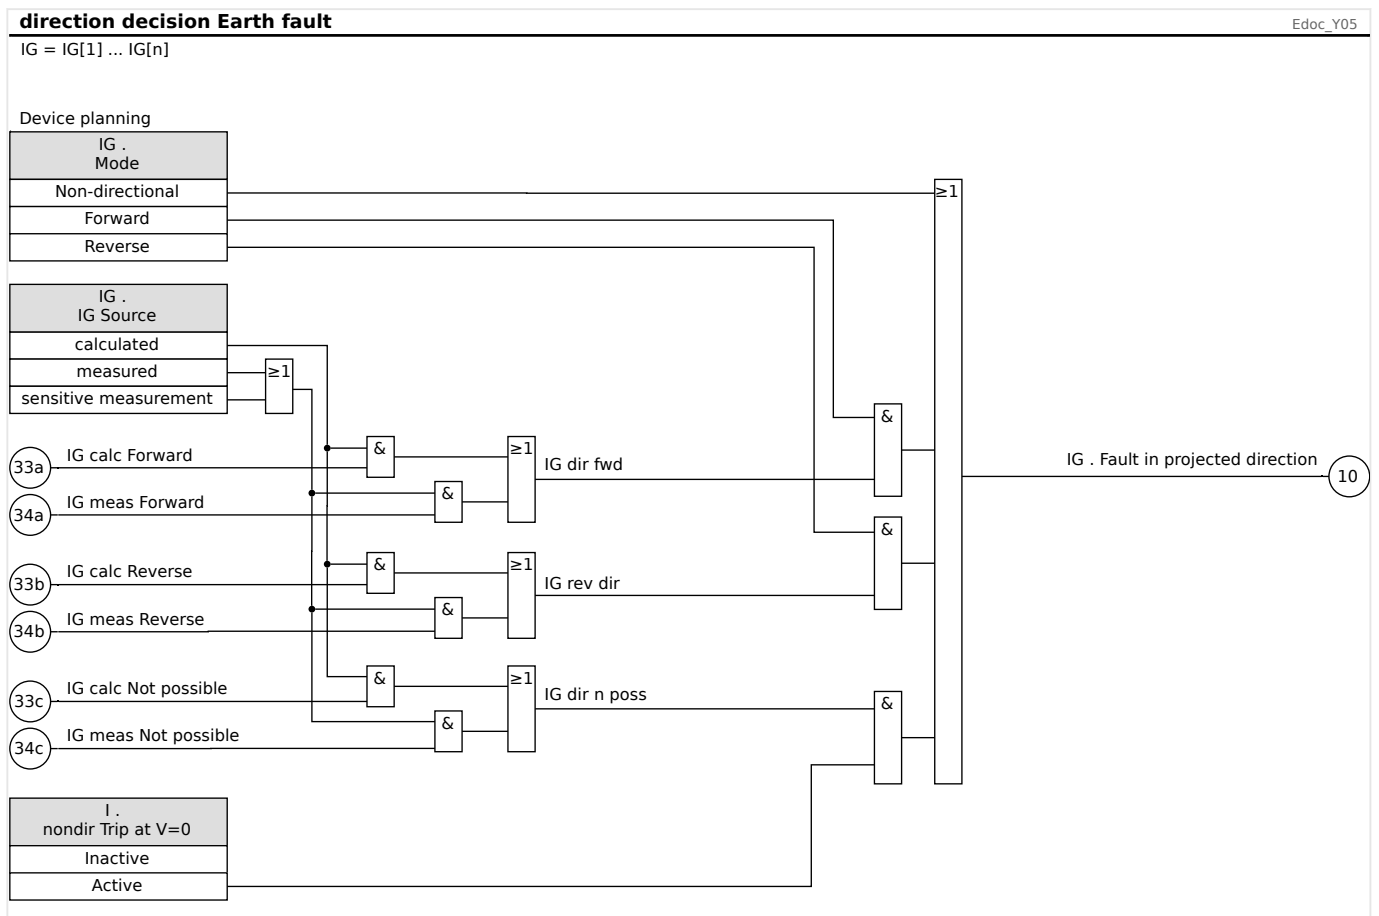 direction decision Earth fault
Edoc_Y05
IG = IG[1] ... IG[n]
Device planning
IG .
Mode
Non-directional
Forward
Reverse
≥1
IG .
IG Source
calculated
measured
sensitive measurement
≥1
&
33a
IG calc Forward
&
≥1
IG dir fwd
34a
IG meas Forward
&
IG . Fault in projected direction
10
&
33b
IG calc Reverse
&
≥1
IG rev dir
34b
IG meas Reverse
&
33c
IG calc Not possible
&
≥1
IG dir n poss
&
34c
IG meas Not possible
&
I .
nondir Trip at V=0
Inactive
Active